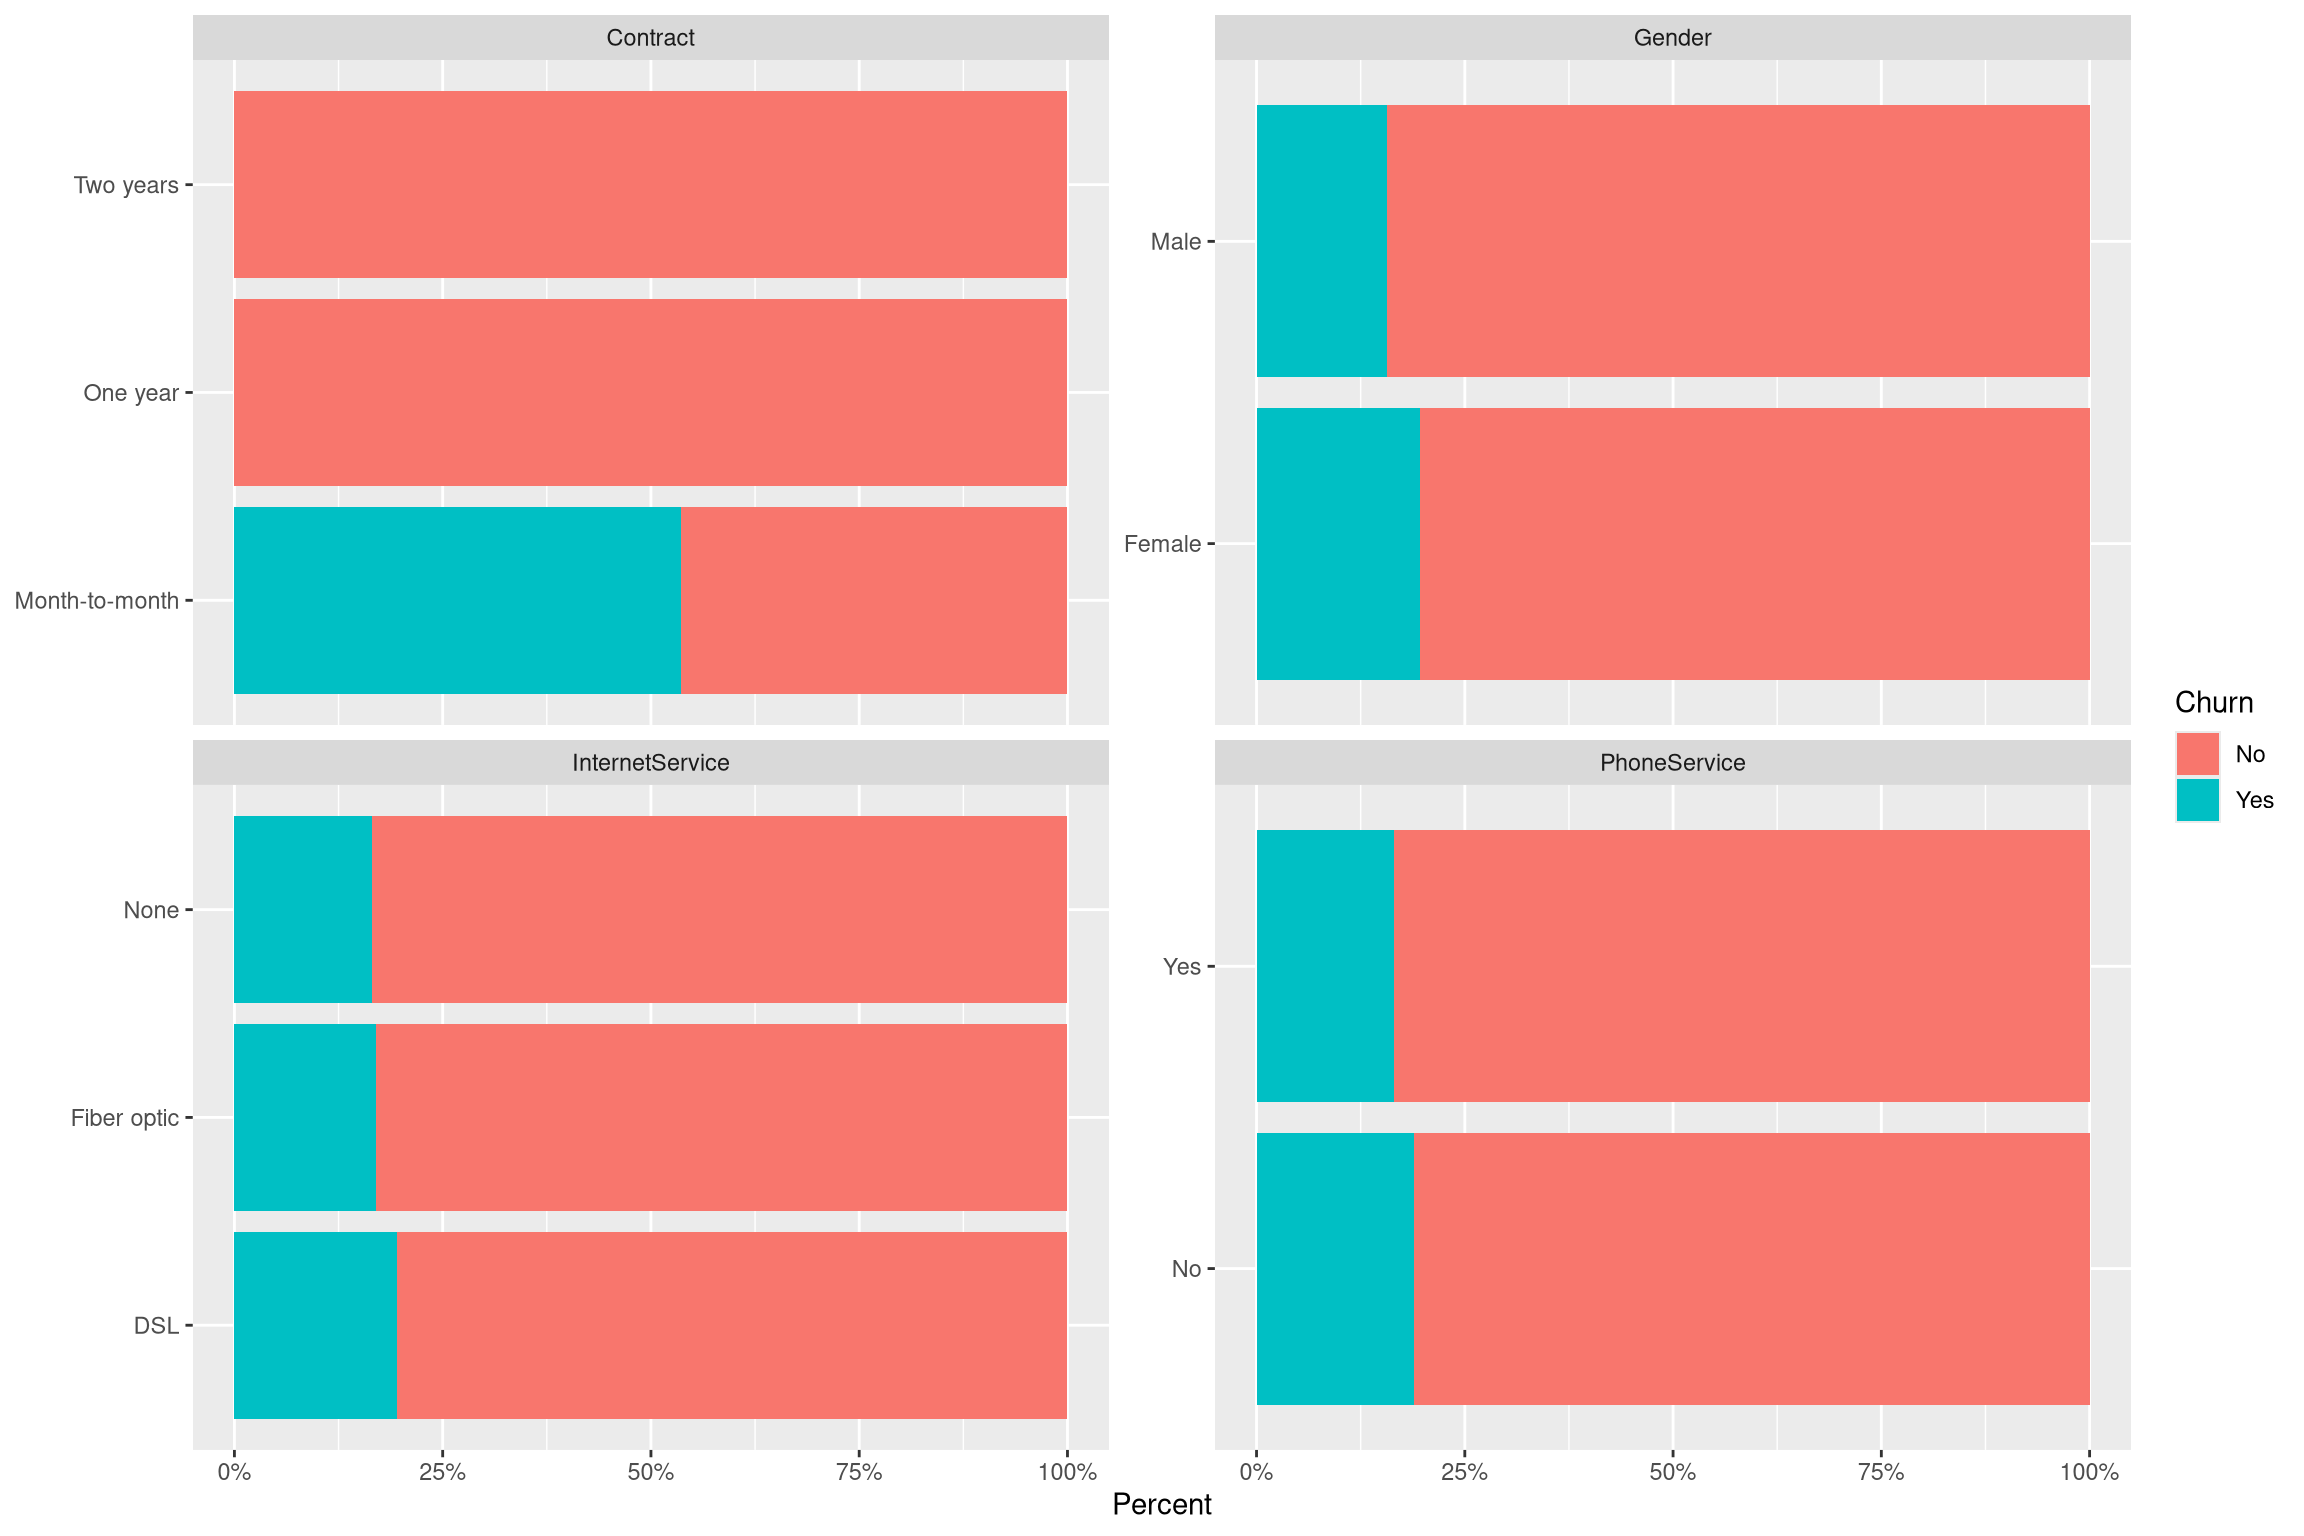 Contract
Two years
One year
Month-to-month
Gender
Male
Female
InternetService
None
Fiber optic
DSL
0% 25% 50% 75% 100%
PhoneService
Yes
No
0% 25% 50% 75% 100%
Percent
Churn
No
Yes